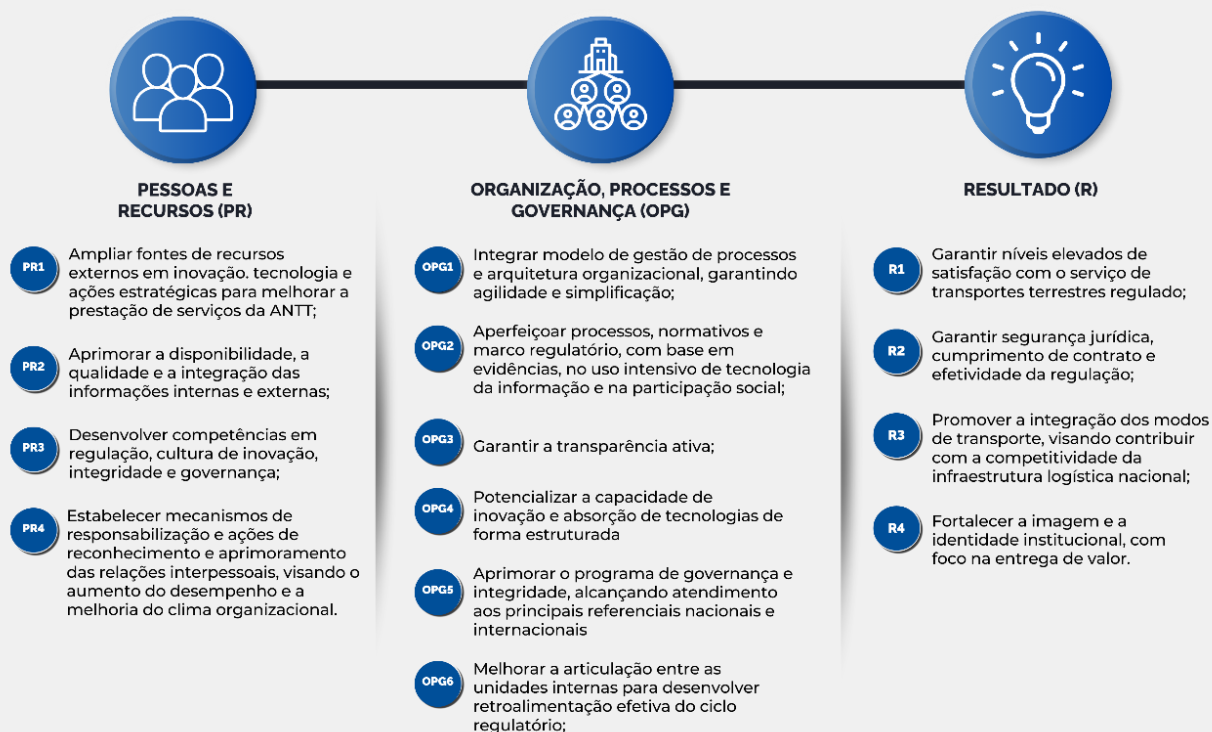 PESSOAS E
RECURSOS (PR)
PR1
Ampliar fontes de recursos
externos em inovação. tecnologia e
ações estratégicas para melhorar a
prestação de serviços da ANTT;
PR2
Aprimorar a disponibilidade, a
qualidade e a integração das
informações internas e externas;
PR3
Desenvolver competências em
regulação, cultura de inovação,
integridade e governança;
PR4
Estabelecer mecanismos de
responsabilização e ações de
reconhecimento e aprimoramento
das relações interpessoais, visando o
aumento do desempenho e a
melhoria do clima organizacional.
ORGANIZAÇÃO, PROCESSOS E
GOVERNANÇA (OPG)
OPG1
Integrar modelo de gestão de processos
e arquitetura organizacional, garantindo
agilidade e simplificação;
OPG2
Aperfeiçoar processos, normativos e
marco regulatório, com base em
evidências, no uso intensivo de tecnologia
da informação e na participação social;
OPG3
Garantir a transparência ativa;
OPG4
Potencializar a capacidade de
inovação e absorção de tecnologias de
forma estruturada
OPG5
Aprimorar o programa de governança e
integridade, alcançando atendimento
aos principais referenciais nacionais e
internacionais
OPG6
Melhorar a articulação entre as
unidades internas para desenvolver
retroalimentação efetiva do ciclo
regulatório;
RESULTADO (R)
R1
Garantir níveis elevados de
satisfação com o serviço de
transportes terrestres regulado;
R2
Garantir segurança jurídica,
cumprimento de contrato e
efetividade da regulação;
R3
Promover a integração dos modos
de transporte, visando contribuir
com a competitividade da
infraestrutura logística nacional;
R4
Fortalecer a imagem e a
identidade institucional, com
foco na entrega de valor.